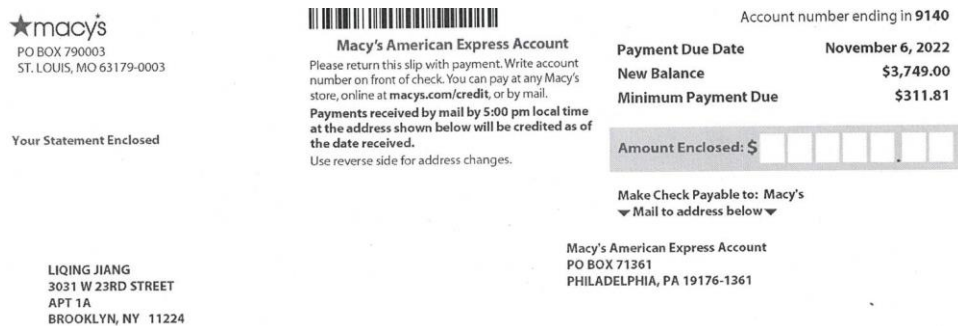 macy's
PO BOX 790003
ST. LOUIS, MO 63179-0003
Your Statement Enclosed
LIQING JIANG
3031 W 23RD STREET
APT 1A
BROOKLYN, NY 11224
Macy's American Express Account
Please return this slip with payment. Write account
number on front of check. You can pay at any Macy's
store, online at macys.com/credit, or by mail.
Payments received by mail by 5:00 pm local time
at the address shown below will be credited as of
the date received.
Use reverse side for address changes.
Account number ending in 9140
Payment Due Date November 6, 2022
New Balance $3,749.00
Minimum Payment Due $311.81
Amount Enclosed: $ .
Make Check Payable to: Macy's
Mail to address below
Macy's American Express Account
PO BOX 71361
PHILADELPHIA, PA 19176-1361